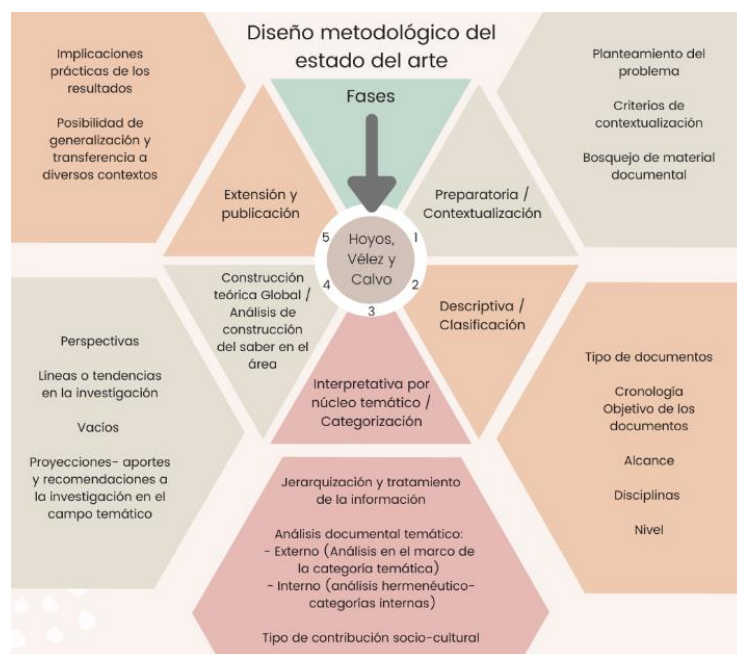 Diseño metodológico del
estado del arte
Fases
Hoyos,
Vélez y
Calvo
1
2
3
4
5
Preparatoria /
Contextualización
Planteamiento del
problema
Criterios de
contextualización
Bosquejo de material
documental
Descriptiva /
Clasificación
Tipo de documentos
Cronología
Objetivo de los
documentos
Alcance
Disciplinas
Nivel
Interpretativa por
núcleo temático /
Categorización
Jerarquización y tratamiento
de la información
Análisis documental temático:
- Externo (Análisis en el marco de
la categoría temática)
- Interno (análisis hermenéutico-
categorías internas)
Tipo de contribución socio-cultural
Construcción
teórica Global /
Análisis de
construcción
del saber en el
área
Perspectivas
Líneas o tendencias
en la investigación
Vacíos
Proyecciones- aportes
y recomendaciones a
la investigación en el
campo temático
Extensión y
publicación
Implicaciones
prácticas de los
resultados
Posibilidad de
generalización y
transferencia a
diversos contextos